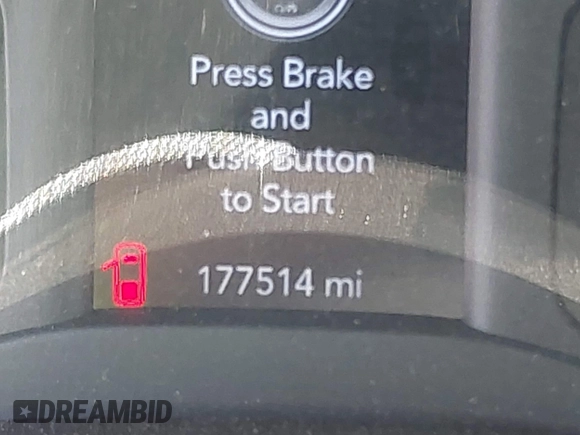 Press Brake
and
Push Button
to Start
177514 mi
DREAMBID